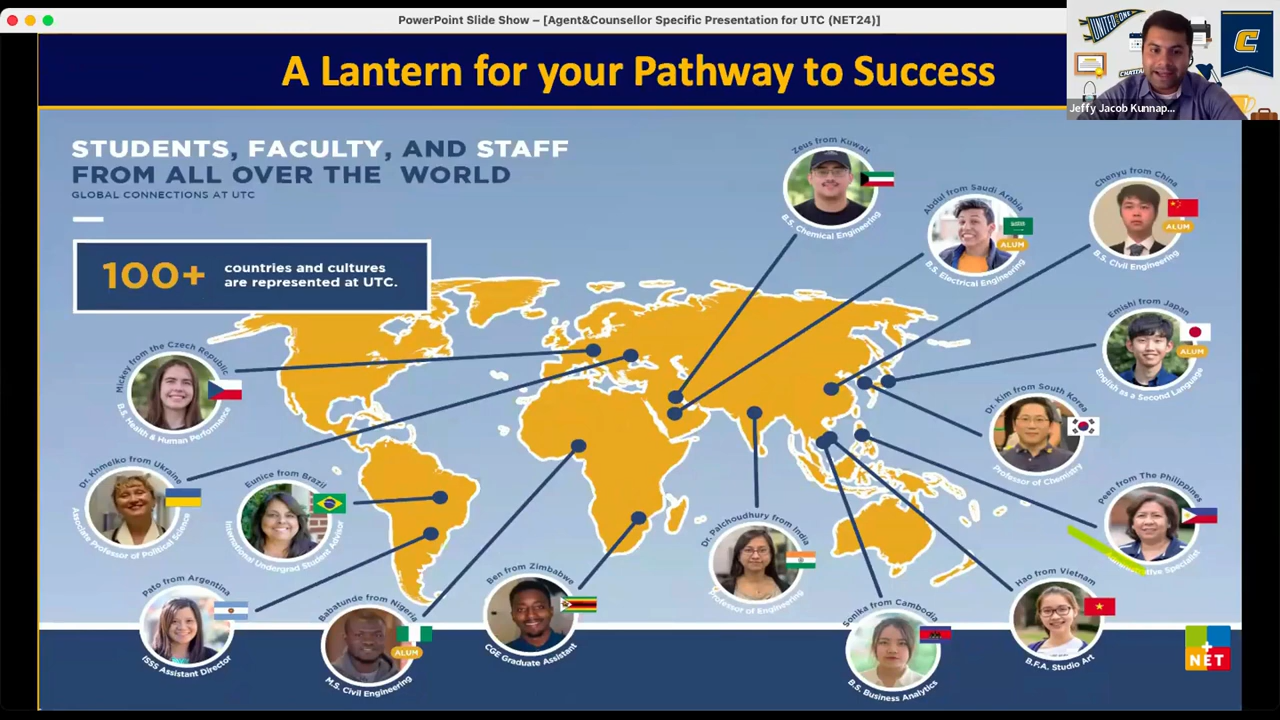 PowerPoint Slide Show – [Agent&Counsellor Specific Presentation for UTC (NET24)]
A Lantern for your Pathway to Success
UNITED
ONE
C
Jeffy Jacob Kunnap...
STUDENTS, FACULTY, AND STAFF
FROM ALL OVER THE WORLD
GLOBAL CONNECTIONS AT UTC
100+
countries and cultures
are represented at UTC.
Zeus from Kuwait
B.S. Chemical Engineering
Abdul from Saudi Arabia
ALUM
B.S. Electrical Engineering
Chenyu from China
ALUM
B.S. Civil Engineering
Mickey from the Czech Republic
B.S. Health & Human Performance
Emishi from Japan
ALUM
English as a Second Language
Dr. Kim from South Korea
Professor of Chemistry
Dr. Khmelko from Ukraine
Associate Professor of Political Science
Eunice from Brazil
International Undergrad Student Advisor
Dr. Palchoudhury from India
Professor of Engineering
Peen from The Philippines
Specialist
Pato from Argentina
ISSS Assistant Director
Babatunde from Nigeria
ALUM
M.S. Civil Engineering
Ben from Zimbabwe
CGE Graduate Assistant
Sonika from Cambodia
B.S. Business Analytics
Hao from Vietnam
B.F.A. Studio Art
NET